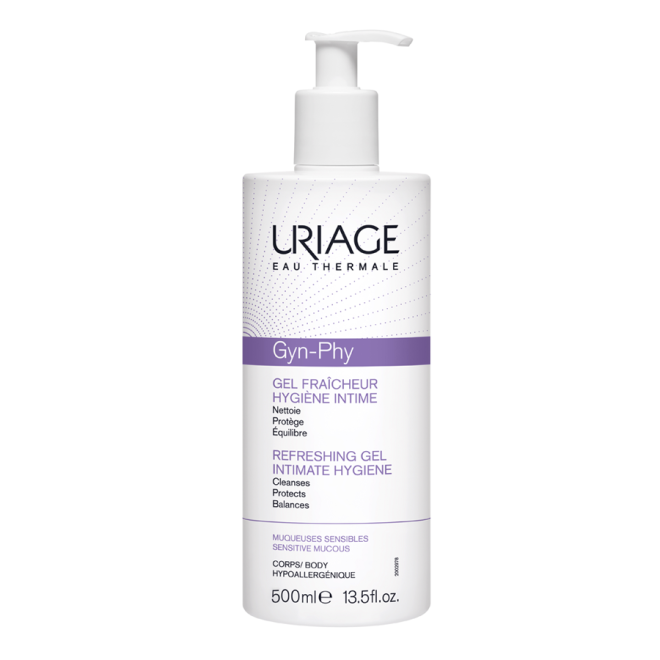 URIAGE
EAU THERMALE
Gyn-Phy
GEL FRAÎCHEUR
HYGIÈNE INTIME
Nettoie
Protège
Équilibre
REFRESHING GEL
INTIMATE HYGIENE
Cleanses
Protects
Balances
MUQUEUSES SENSIBLES
SENSITIVE MUCOUS
CORPS/ BODY
HYPOALLERGÉNIQUE
500ml℮ 13.5fl.oz.